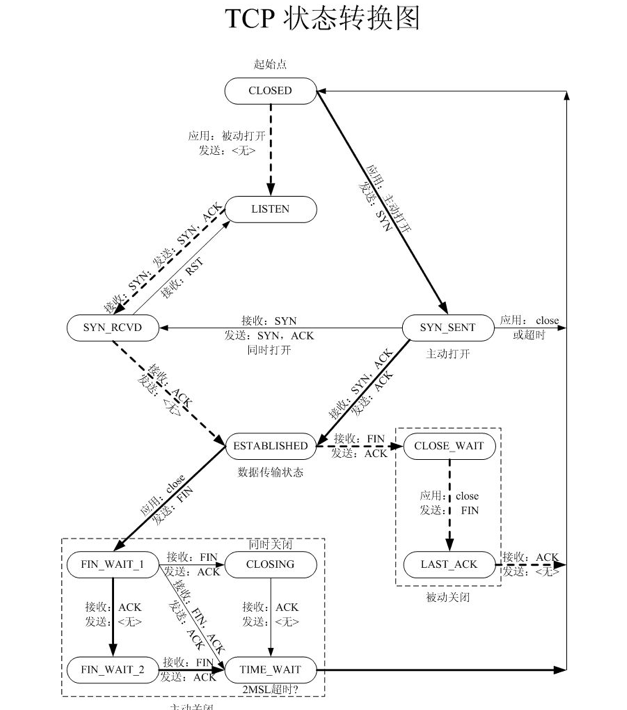 TCP 状态转换图
起始点
CLOSED
应用：被动打开
发送：<无>
应用：主动打开
发送：SYN
LISTEN
接收：SYN；发送：SYN，ACK
接收：RST
SYN_RCVD
接收：SYN
发送：SYN，ACK
同时打开
SYN_SENT
主动打开
应用： close
或超时
接收：ACK
发送：<无>
接收：SYN，ACK
发送：ACK
ESTABLISHED
数据传输状态
接收：FIN
发送：ACK
CLOSE_WAIT
应用：close
发送： FIN
LAST_ACK
接收：ACK
发送：<无>
被动关闭
应用：close
发送：FIN
同时关闭
FIN_WAIT_1
接收：FIN
发送：ACK
CLOSING
接收：ACK
发送：<无>
接收：FIN，ACK
发送：ACK
接收：ACK
发送：<无>
FIN_WAIT_2
接收：FIN
发送：ACK
TIME_WAIT
2MSL超时?
主动关闭